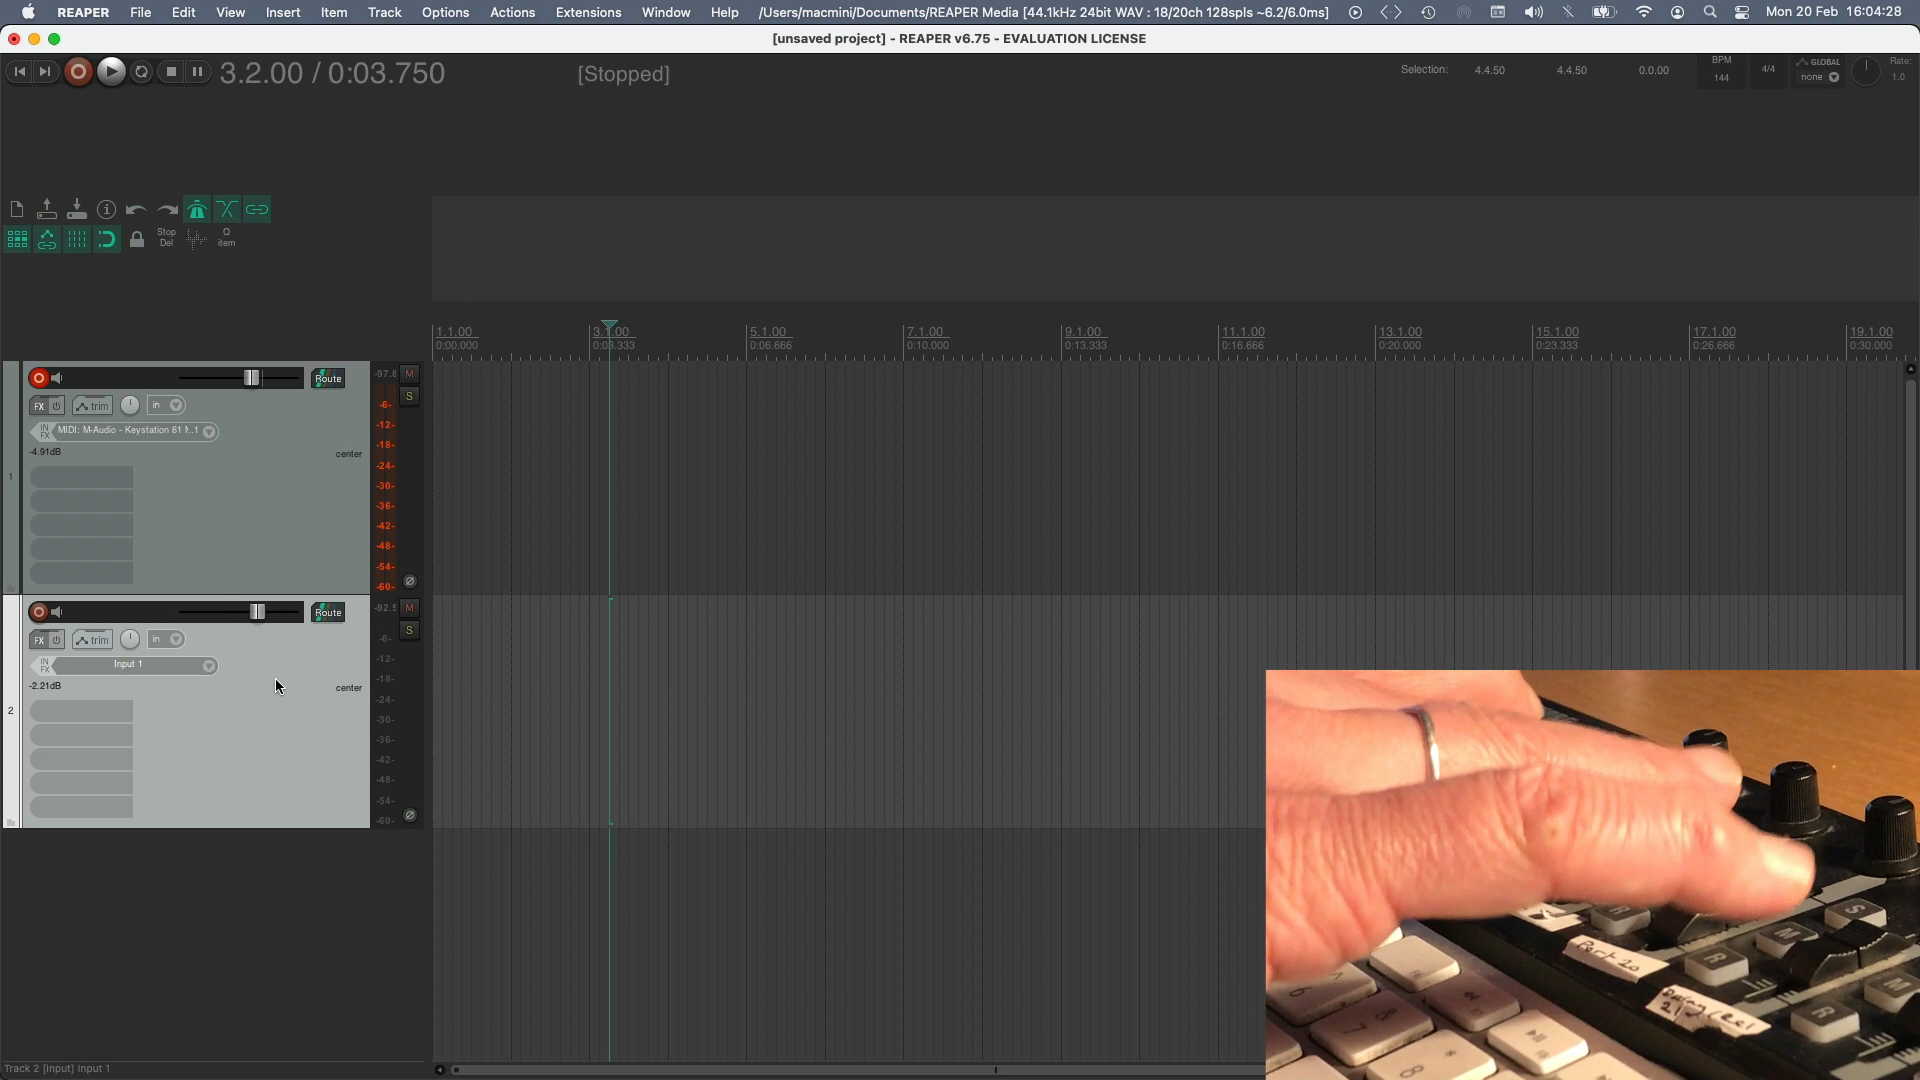 REAPER File Edit View Insert Item Track Options Actions Extensions Window Help /Users/macmini/Documents/REAPER Media [44.1kHz 24bit WAV : 18/20ch 128spls ~6.2/6.0ms] Mon 20 Feb 16:04:28
[unsaved project] - REAPER v6.75 - EVALUATION LICENSE
3.2.00 / 0:03.750 [Stopped]
Selection: 4.4.50 4.4.50 0.0.00
BPM
144
4/4
GLOBAL
none
Rate:
1.0
Stop
Del
Q
item
1.1.00 3.1.00 5.1.00 7.1.00 9.1.00 11.1.00 13.1.00 15.1.00 17.1.00 19.1.00
0:00.000 0:03.333 0:06.666 0:10.000 0:13.333 0:16.666 0:20.000 0:23.333 0:26.666 0:30.000
Route
M
S
FX trim in
IN
FX
MIDI: M-Audio - Keystation 61
-4.91dB center
1
-6-
-12-
-18-
-24-
-30-
-36-
-42-
-48-
-54-
-60-
Route
-92.5
M
S
FX trim in
IN
FX
Input 1
-2.21dB center
2
-6-
-12-
-18-
-24-
-30-
-36-
-42-
-48-
-54-
-60-
Track 2 [Input] Input 1
S
R
M
R
M
R
^
6
&
7
*
8